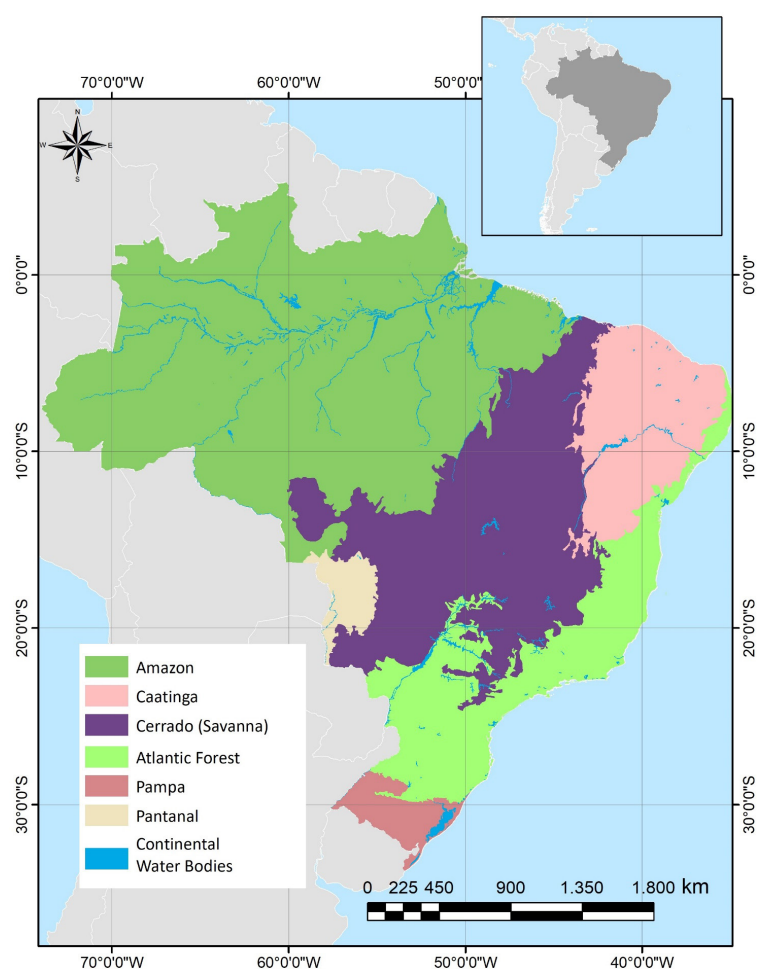 70°0'0"W 60°0'0"W 50°0'0"
N
W E
S
0°0'0" 0°0'0"
10°0'0"S 10°0'0"S
20°0'0"S 20°0'0"S
30°0'0"S 30°0'0"S
Amazon
Caatinga
Cerrado (Savanna)
Atlantic Forest
Pampa
Pantanal
Continental
Water Bodies
0 225 450 900 1.350 1.800 km
70°0'0"W 60°0'0"W 50°0'0"W 40°0'0"W